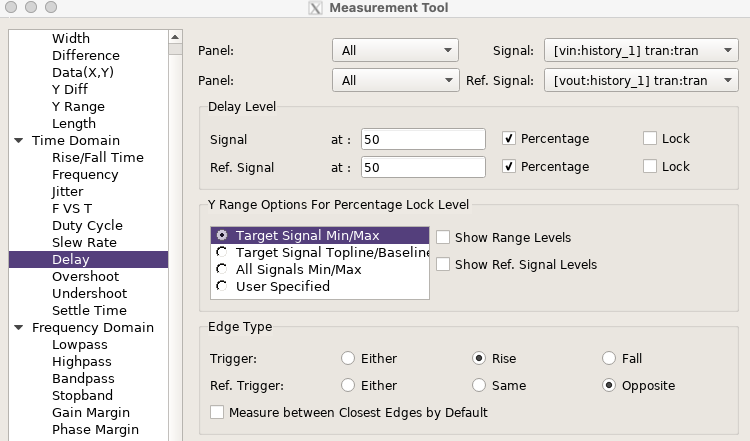 Measurement Tool
Width
Difference
Data(X,Y)
Y Diff
Y Range
Length
Time Domain
Rise/Fall Time
Frequency
Jitter
F VS T
Duty Cycle
Slew Rate
Delay
Overshoot
Undershoot
Settle Time
Frequency Domain
Lowpass
Highpass
Bandpass
Stopband
Gain Margin
Phase Margin
Panel: All Signal: [vin:history_1] tran:tran
Panel: All Ref. Signal: [vout:history_1] tran:tran
Delay Level
Signal at : 50 Percentage Lock
Ref. Signal at : 50 Percentage Lock
Y Range Options For Percentage Lock Level
Target Signal Min/Max
Target Signal Topline/Baseline
All Signals Min/Max
User Specified
Show Range Levels
Show Ref. Signal Levels
Edge Type
Trigger: Either Rise Fall
Ref. Trigger: Either Same Opposite
Measure between Closest Edges by Default